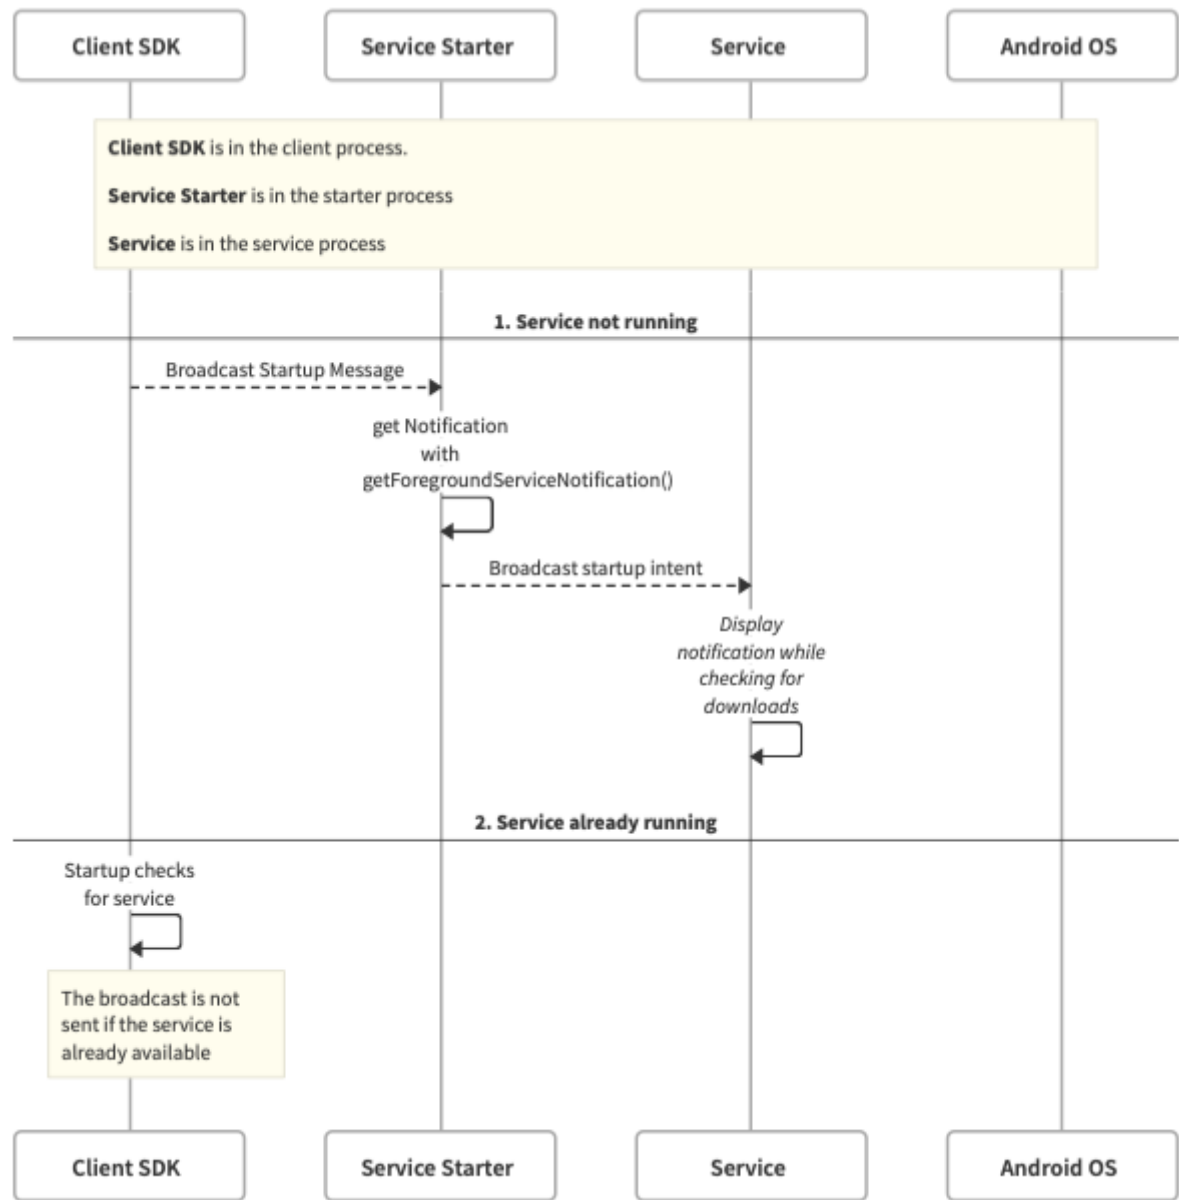 Client SDK
Service Starter
Service
Android OS
Client SDK is in the client process.
Service Starter is in the starter process
Service is in the service process
1. Service not running
Broadcast Startup Message
get Notification
with
getForegroundServiceNotification()
Broadcast startup intent
Display
notification while
checking for
downloads
2. Service already running
Startup checks
for service
The broadcast is not
sent if the service is
already available
Client SDK
Service Starter
Service
Android OS